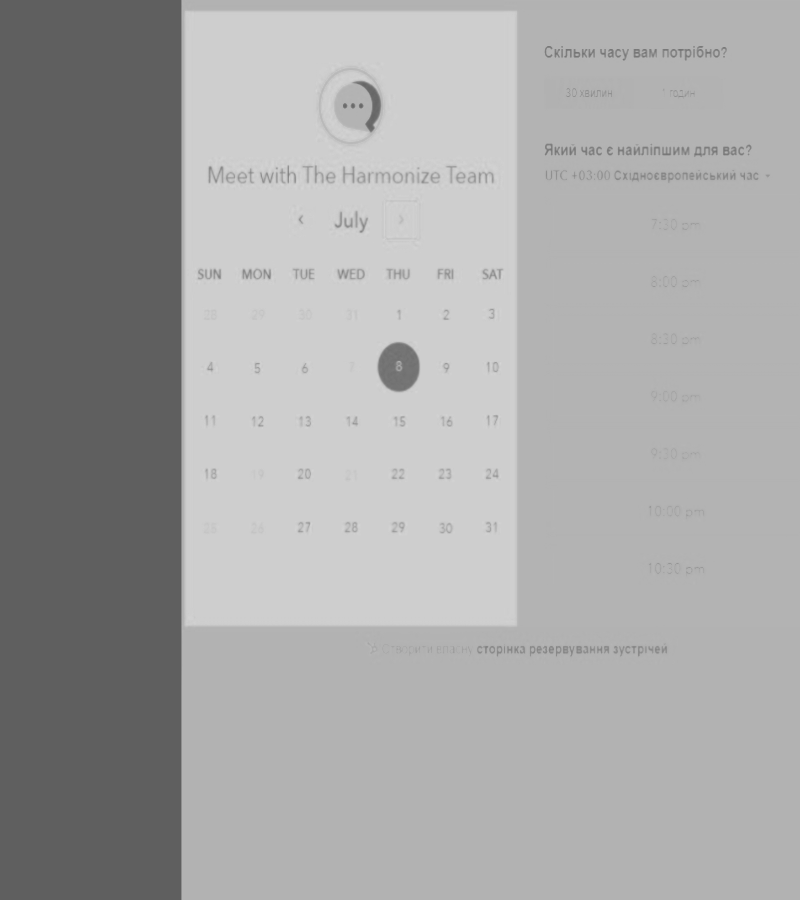 Meet with The Harmonize Team
‹ July ›
SUN MON TUE WED THU FRI SAT
28 29 30 31 1 2 3
4 5 6 7 8 9 10
11 12 13 14 15 16 17
18 19 20 21 22 23 24
25 26 27 28 29 30 31
Скільки часу вам потрібно?
30 хвилин 1 годин
Який час є найліпшим для вас?
UTC +03:00 Східноєвропейський час
7:30 pm
8:00 pm
8:30 pm
9:00 pm
9:30 pm
10:00 pm
10:30 pm
Створити власну сторінка резервування зустрічей